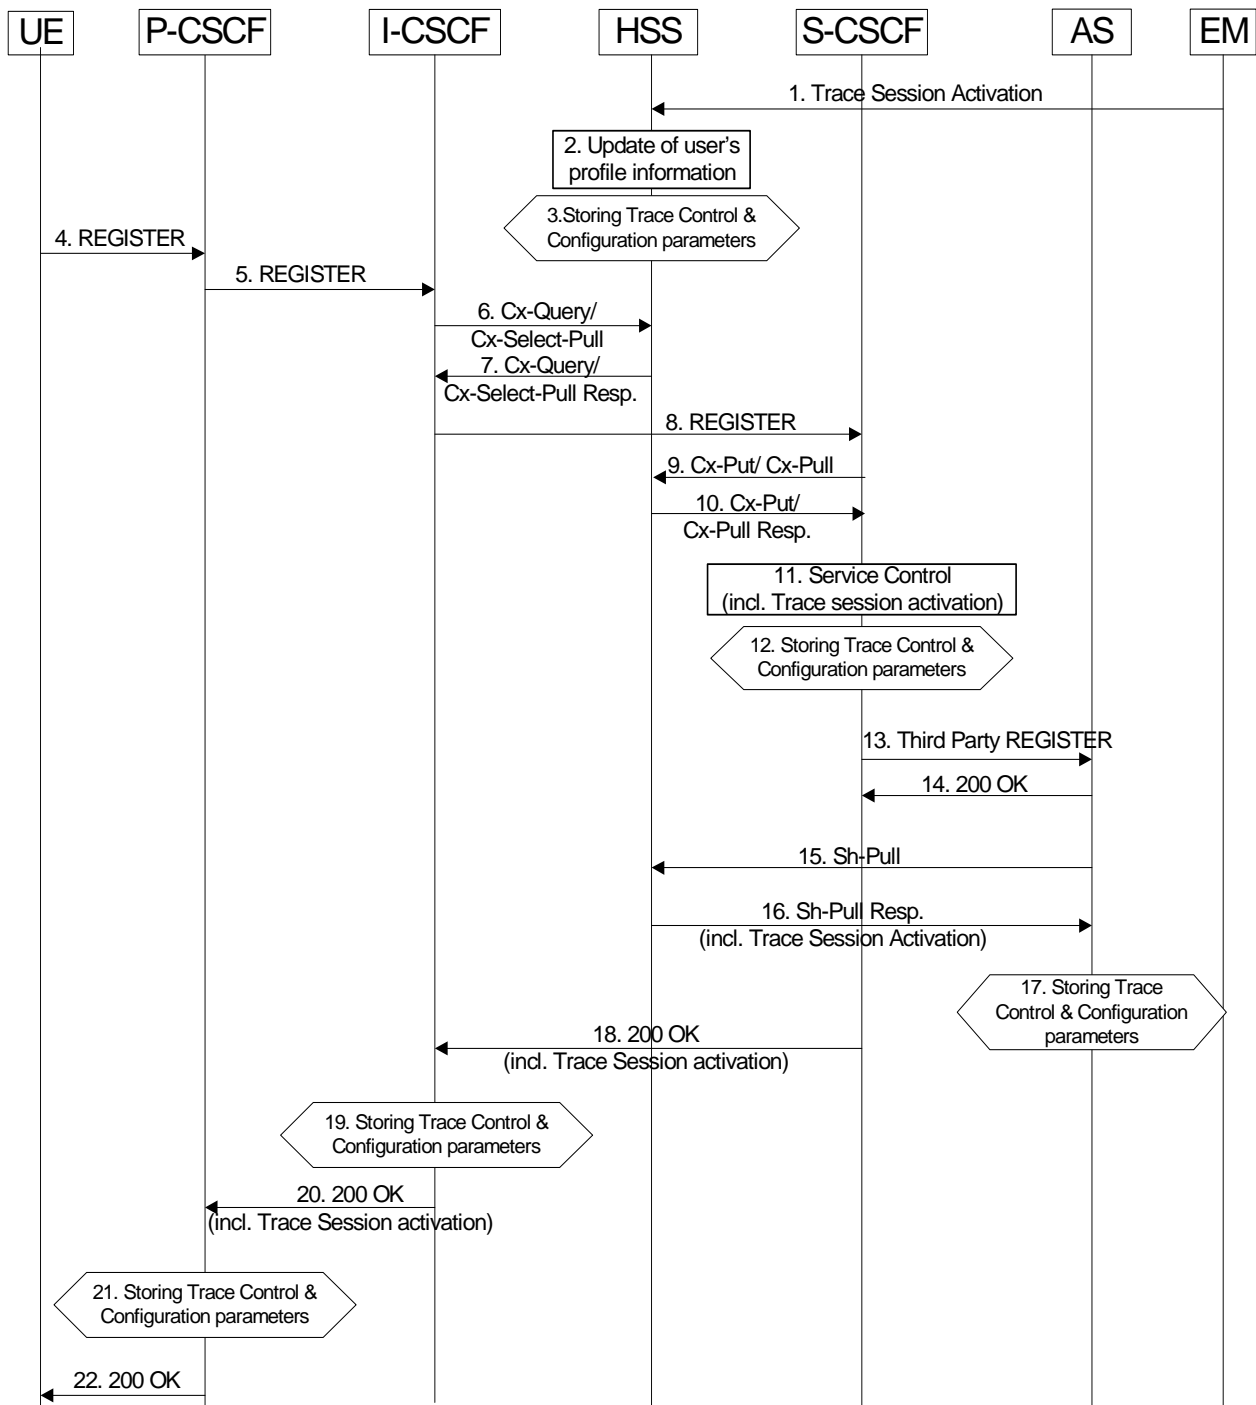 UE P-CSCF I-CSCF HSS S-CSCF AS EM
1. Trace Session Activation
2. Update of user's
profile information
3.Storing Trace Control &
Configuration parameters
4. REGISTER
5. REGISTER
6. Cx-Query/
Cx-Select-Pull
7. Cx-Query/
Cx-Select-Pull Resp.
8. REGISTER
9. Cx-Put/ Cx-Pull
10. Cx-Put/
Cx-Pull Resp.
11. Service Control
(incl. Trace session activation)
12. Storing Trace Control &
Configuration parameters
13. Third Party REGISTER
14. 200 OK
15. Sh-Pull
16. Sh-Pull Resp.
(incl. Trace Session Activation)
17. Storing Trace
Control & Configuration
parameters
18. 200 OK
(incl. Trace Session activation)
19. Storing Trace Control &
Configuration parameters
20. 200 OK
(incl. Trace Session activation)
21. Storing Trace Control &
Configuration parameters
22. 200 OK